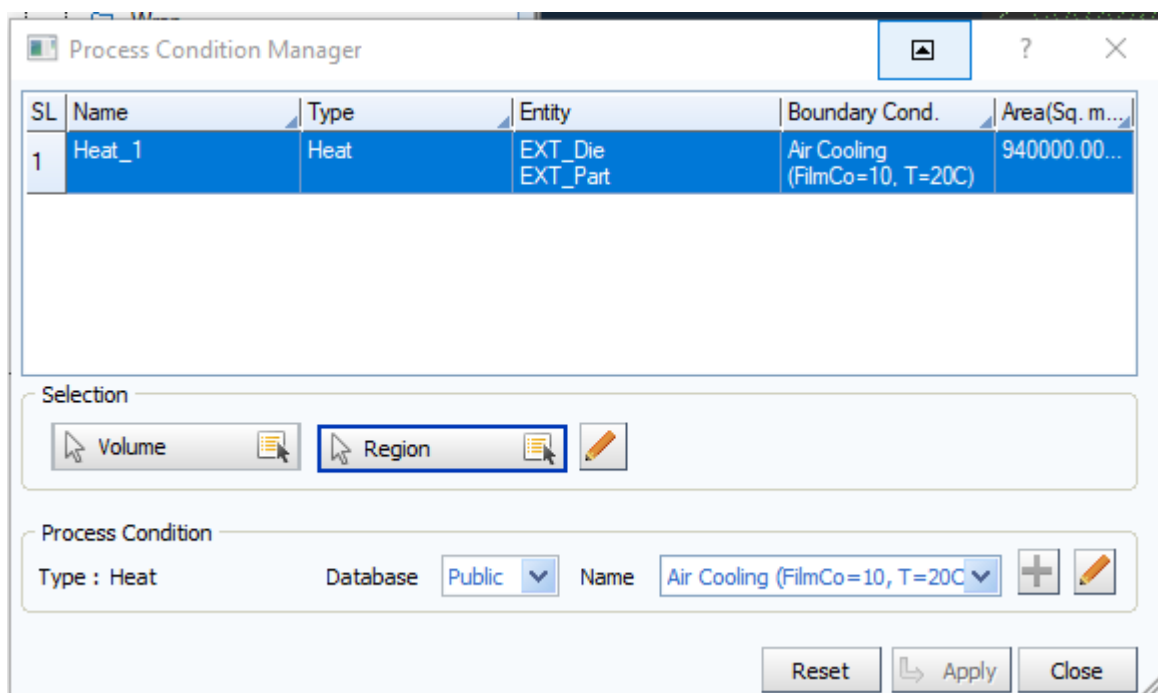 Process Condition Manager
?
SL Name Type Entity Boundary Cond. Area(Sq. m...
1 Heat_1 Heat EXT_Die Air Cooling 940000.00...
EXT_Part (FilmCo=10, T=20C)
Selection
Volume Region
Process Condition
Type : Heat Database Public Name Air Cooling (FilmCo=10, T=20C
Reset Apply Close